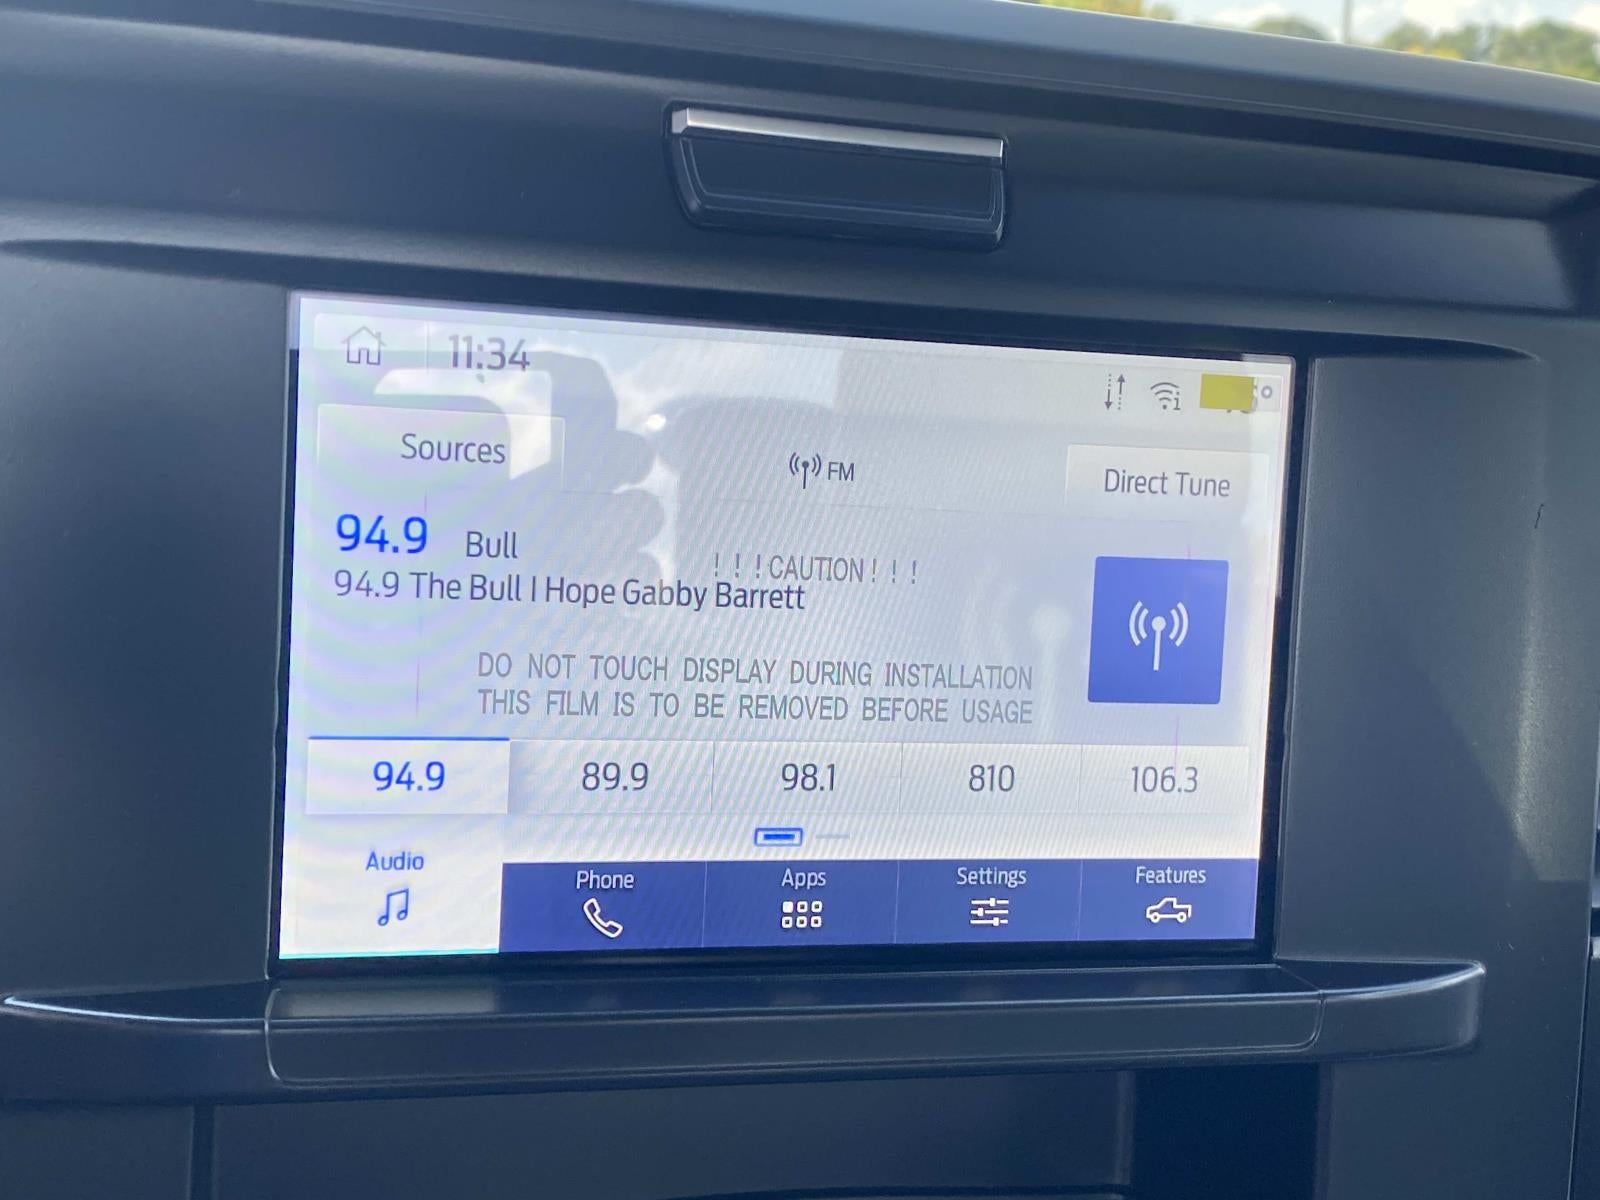 11:34
Sources
FM
Direct Tune
94.9 Bull
! ! ! CAUTION ! ! !
94.9 The Bull I Hope Gabby Barrett
DO NOT TOUCH DISPLAY DURING INSTALLATION
THIS FILM IS TO BE REMOVED BEFORE USAGE
94.9 89.9 98.1 810 106.3
Audio Phone Apps Settings Features